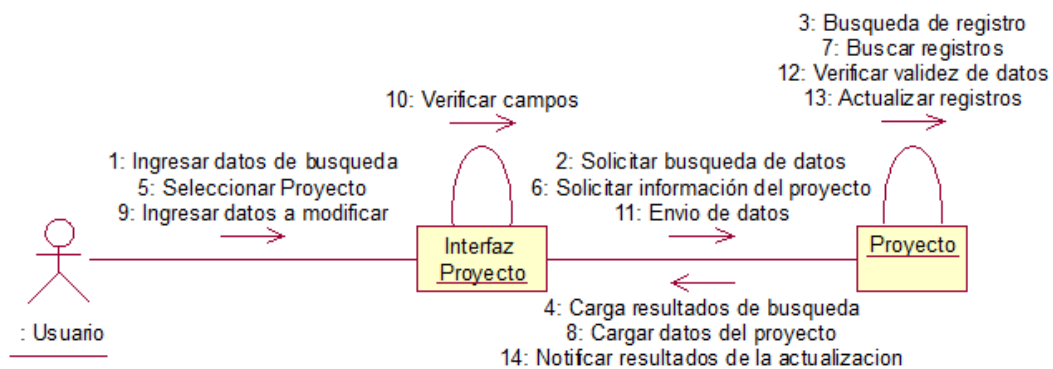 3: Busqueda de registro
7: Buscar registros
12: Verificar validez de datos
13: Actualizar registros
10: Verificar campos
1: Ingresar datos de busqueda
5: Seleccionar Proyecto
9: Ingresar datos a modificar
2: Solicitar busqueda de datos
6: Solicitar información del proyecto
11: Envio de datos
Interfaz
Proyecto
Proyecto
4: Carga resultados de busqueda
8: Cargar datos del proyecto
14: Notifcar resultados de la actualizacion
: Usuario